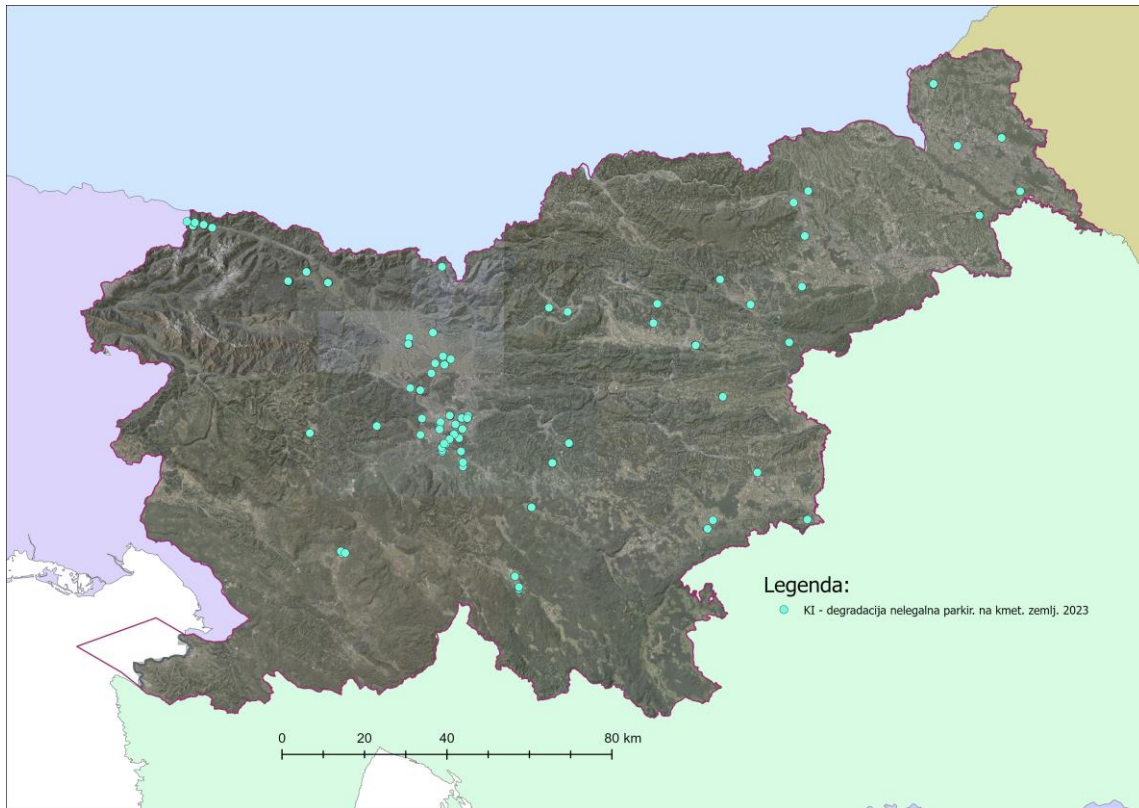 Legenda:
KI - degradacija nelegalna parkir. na kmet. zemlj. 2023
0 20 40 80 km